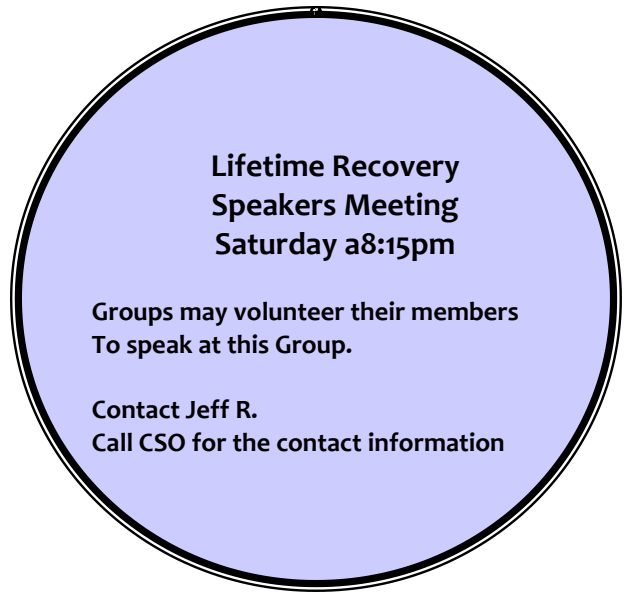 Lifetime Recovery
Speakers Meeting
Saturday a8:15pm
Groups may volunteer their members
To speak at this Group.
Contact Jeff R.
Call CSO for the contact information